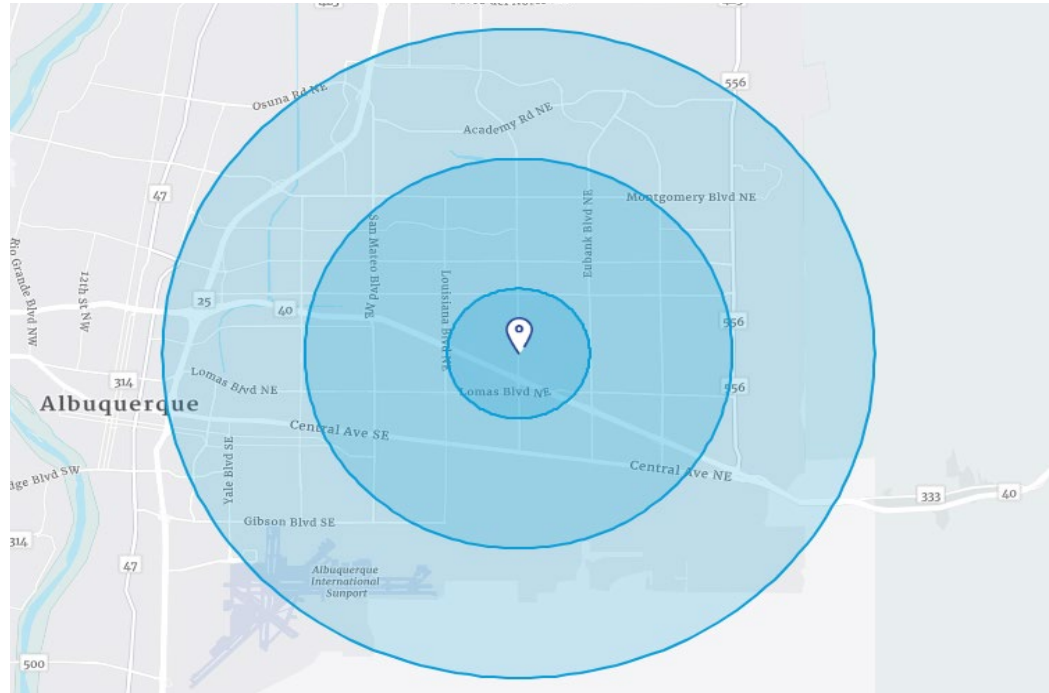 556
Osuna Rd NE
Academy Rd NE
47
Montgomery Blvd NE
San Mateo Blvd NE
Eubank Blvd NE
Rio Grande Blvd NW
12th St NW
Louisiana Blvd NE
25
40
556
314
Lomas Blvd NE
Lomas Blvd NE
556
Albuquerque
Central Ave SE
Yale Blvd SE
Central Ave NE
dge Blvd SW
333
40
Gibson Blvd SE
314
47
Albuquerque
International
Sunport
500